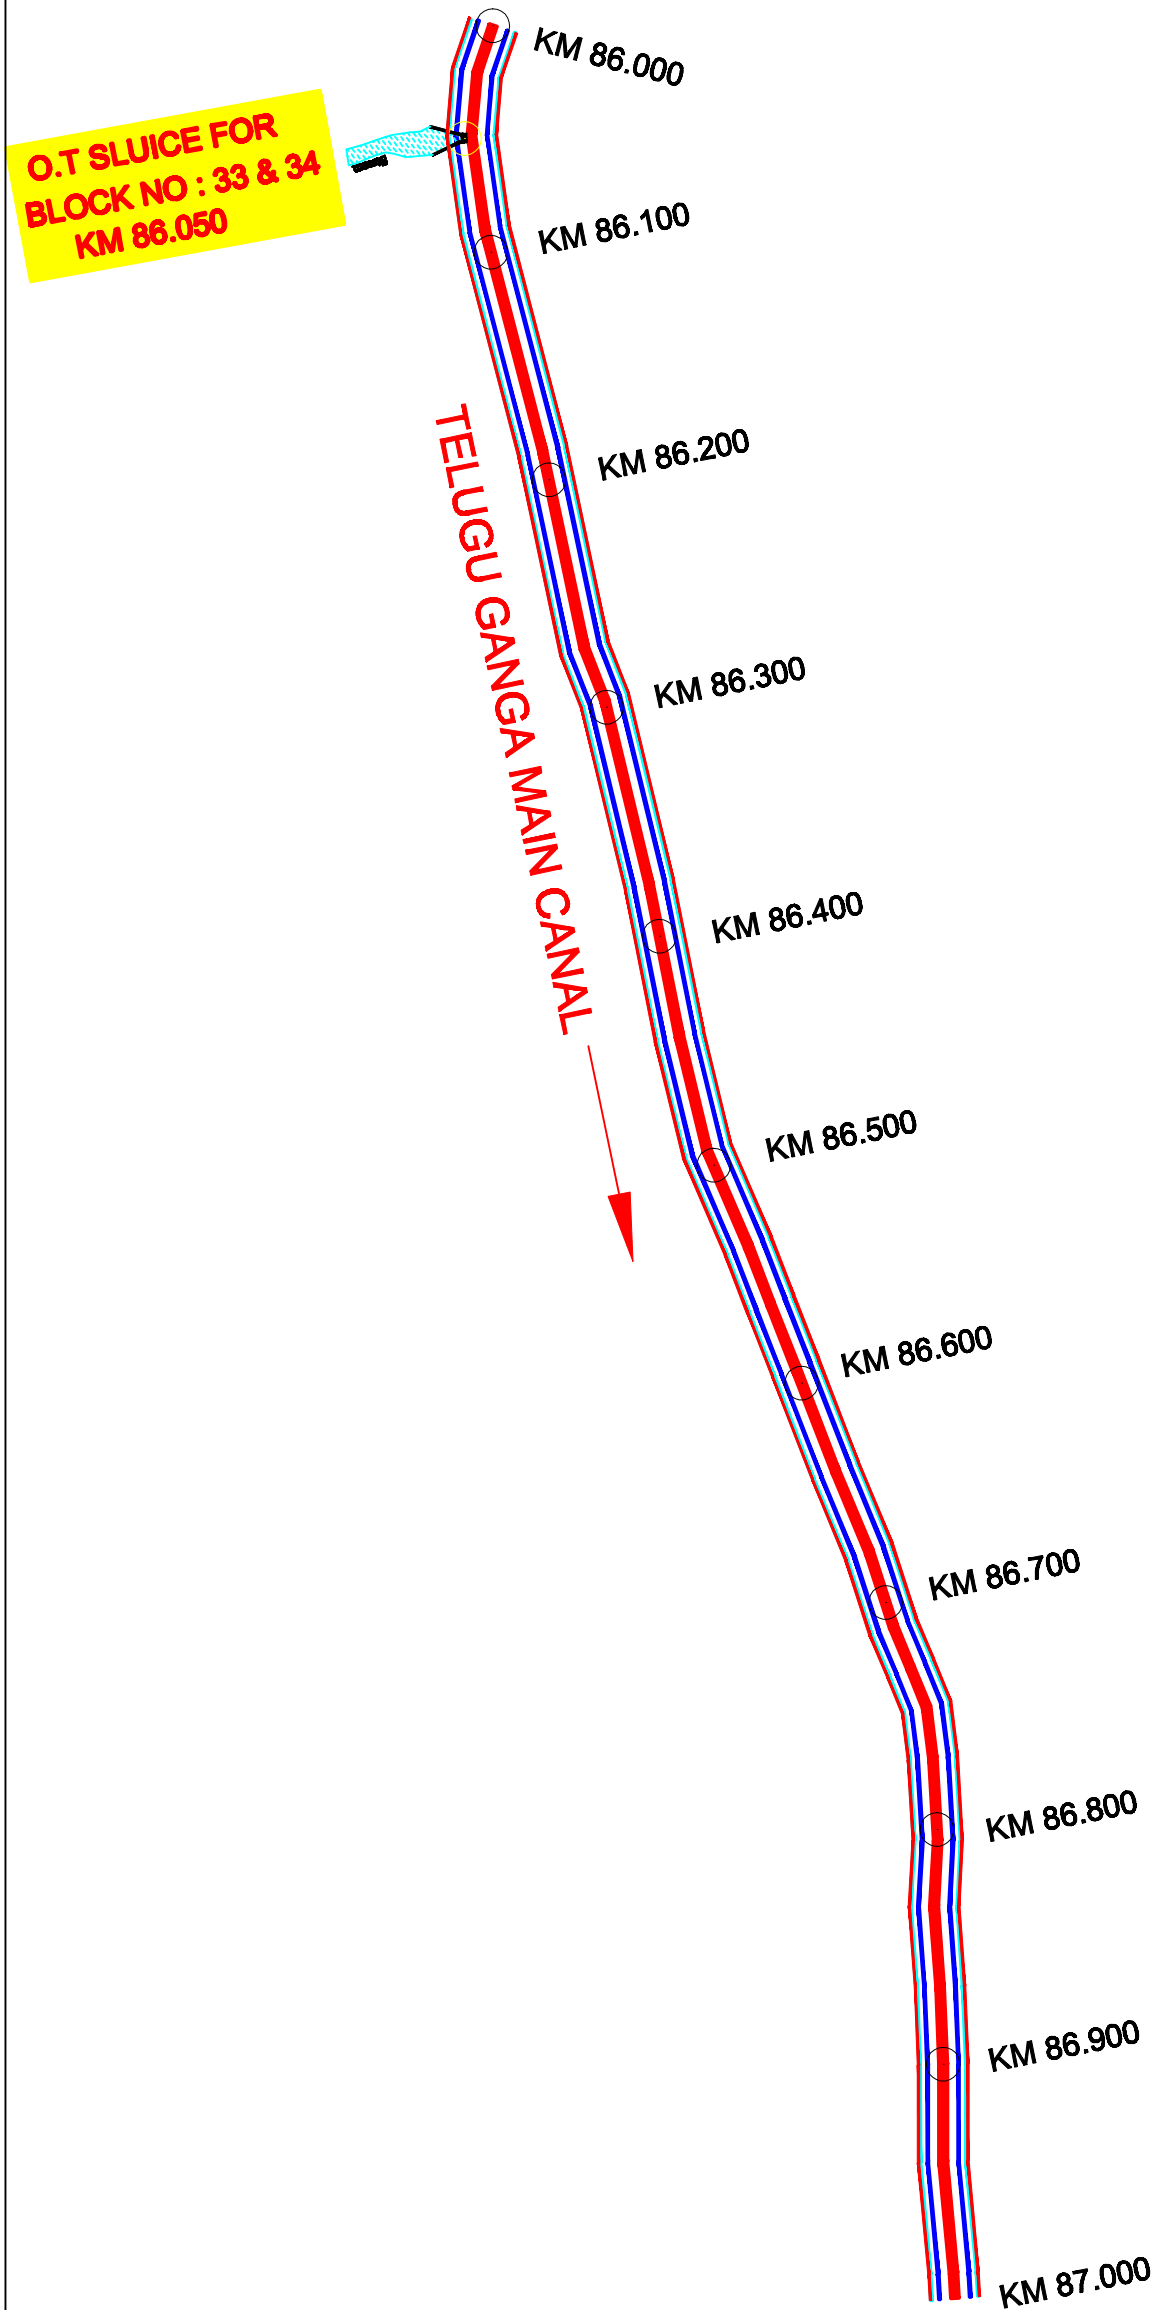 KM 86.000
O.T SLUICE FOR
BLOCK NO : 33 & 34
KM 86.050
KM 86.100
KM 86.200
TELUGU GANGA MAIN CANAL
KM 86.300
KM 86.400
KM 86.500
KM 86.600
KM 86.700
KM 86.800
KM 86.900
KM 87.000